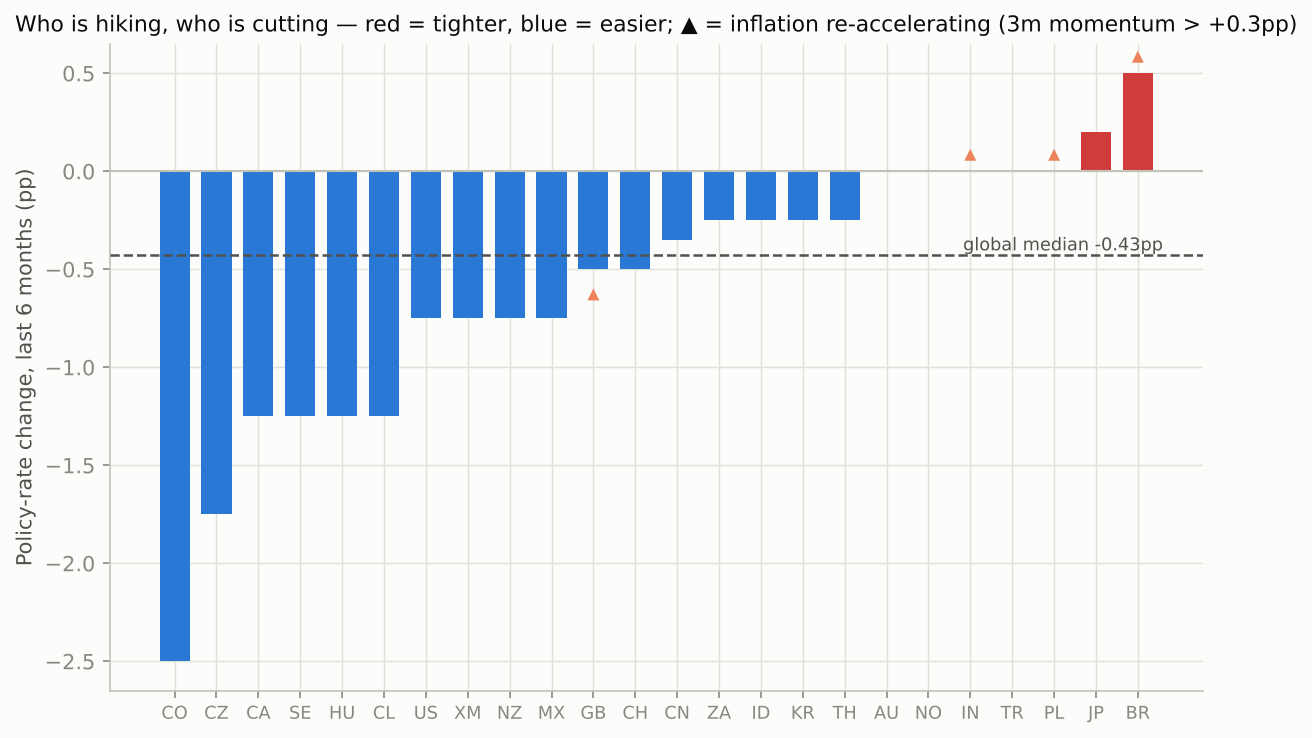 Who is hiking, who is cutting — red = tighter, blue = easier; ▲ = inflation re-accelerating (3m momentum > +0.3pp)
Policy-rate change, last 6 months (pp)
0.5
0.0
−0.5
−1.0
−1.5
−2.0
−2.5
global median -0.43pp
CO CZ CA SE HU CL US XM NZ MX GB CH CN ZA ID KR TH AU NO IN TR PL JP BR